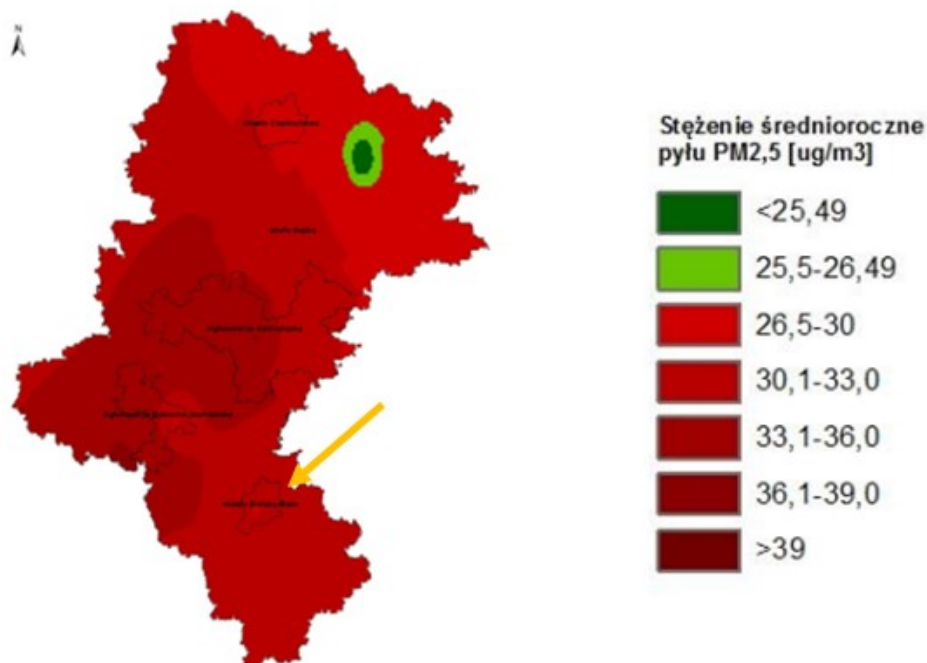 N
Stężenie średnioroczne
pyłu PM2,5 [ug/m3]
<25,49
25,5-26,49
26,5-30
30,1-33,0
33,1-36,0
36,1-39,0
>39